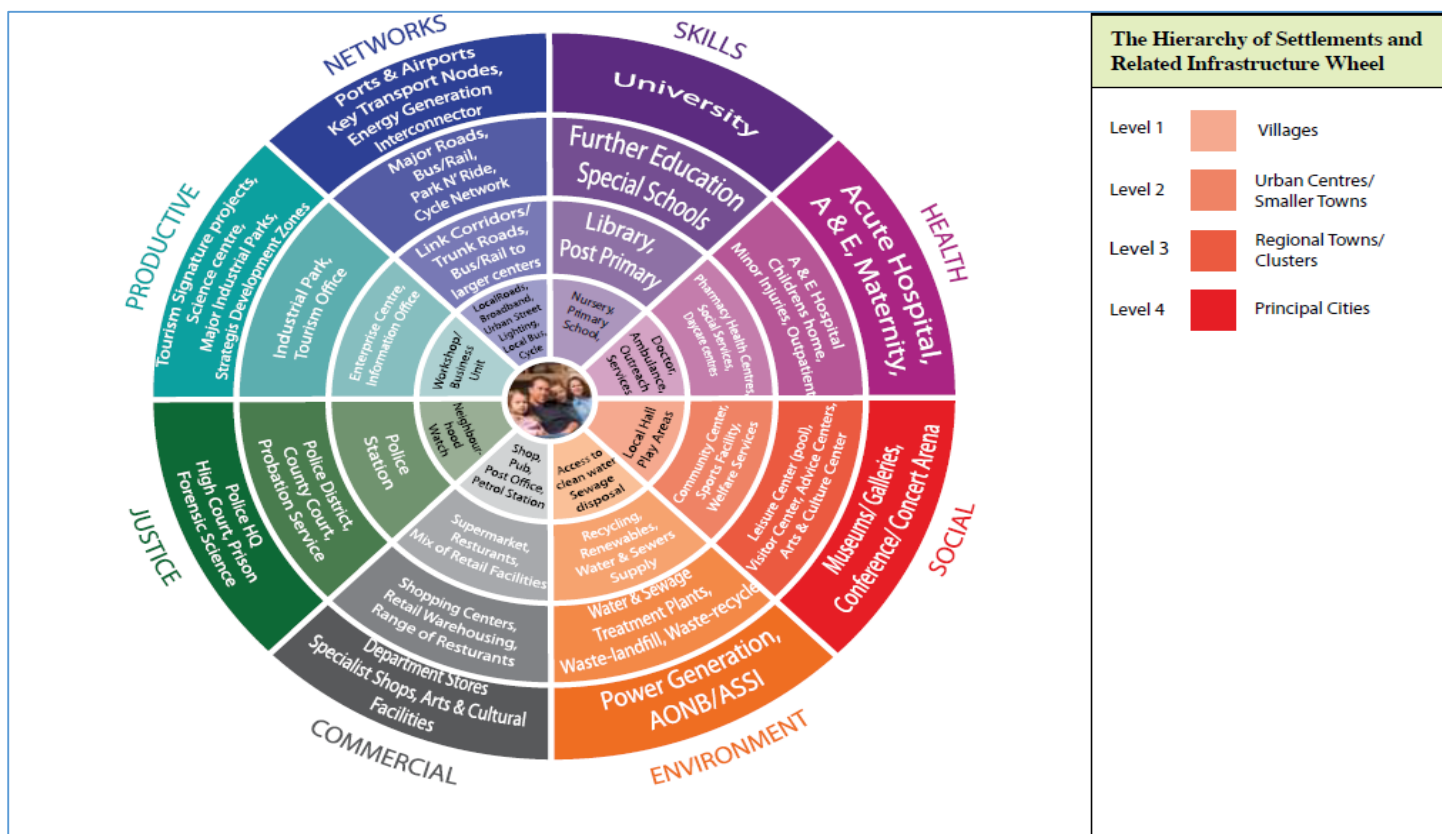 NETWORKS
Ports & Airports
Key Transport Nodes,
Energy Generation
Interconnector
Major Roads,
Bus/Rail,
Park N' Ride,
Cycle Network
Link Corridors/
Trunk Roads,
Bus/Rail to
larger centers
LocalRoads,
Broadband,
Urban Street
Lighting,
Local Bus,
Cycle
SKILLS
University
Further Education
Special Schools
Library,
Post Primary
Nursery,
Primary
School,
HEALTH
Acute Hospital,
A & E, Maternity,
A & E Hospital
Childrens home,
Minor Injuries, Outpatient
Pharmacy Health Centres,
Social Services,
Daycare centres
Doctor,
Ambulance,
Outreach
Services
SOCIAL
Museums/Galleries,
Conference/Concert Arena
Leisure Center (pool),
Visitor Center, Advice Centers,
Arts & Culture Center
Community Center,
Sports Facility,
Welfare Services
Local Hall
Play Areas
ENVIRONMENT
Access to
clean water
Sewage
disposal
Recycling,
Renewables,
Water & Sewers
Supply
Water & Sewage
Treatment Plants,
Waste-landfill, Waste-recycle
Power Generation,
AONB/ASSI
COMMERCIAL
Shop,
Pub,
Post Office,
Petrol Station
Supermarket,
Resturants,
Mix of Retail Facilities
Shopping Centers,
Retail Warehousing,
Range of Resturants
Department Stores
Specialist Shops, Arts & Cultural
Facilities
JUSTICE
Neighbour-
hood
Watch
Police
Station
Police District,
County Court,
Probation Service
Police HQ
High Court, Prison
Forensic Science
PRODUCTIVE
Tourism Signature projects,
Science centre,
Major Industrial Parks,
Strategis Development Zones
Industrial Park,
Tourism Office
Enterprise Centre,
Information Office
Workshop/
Business
Unit
The Hierarchy of Settlements and
Related Infrastructure Wheel
Level 1 Villages
Level 2 Urban Centres/
Smaller Towns
Level 3 Regional Towns/
Clusters
Level 4 Principal Cities